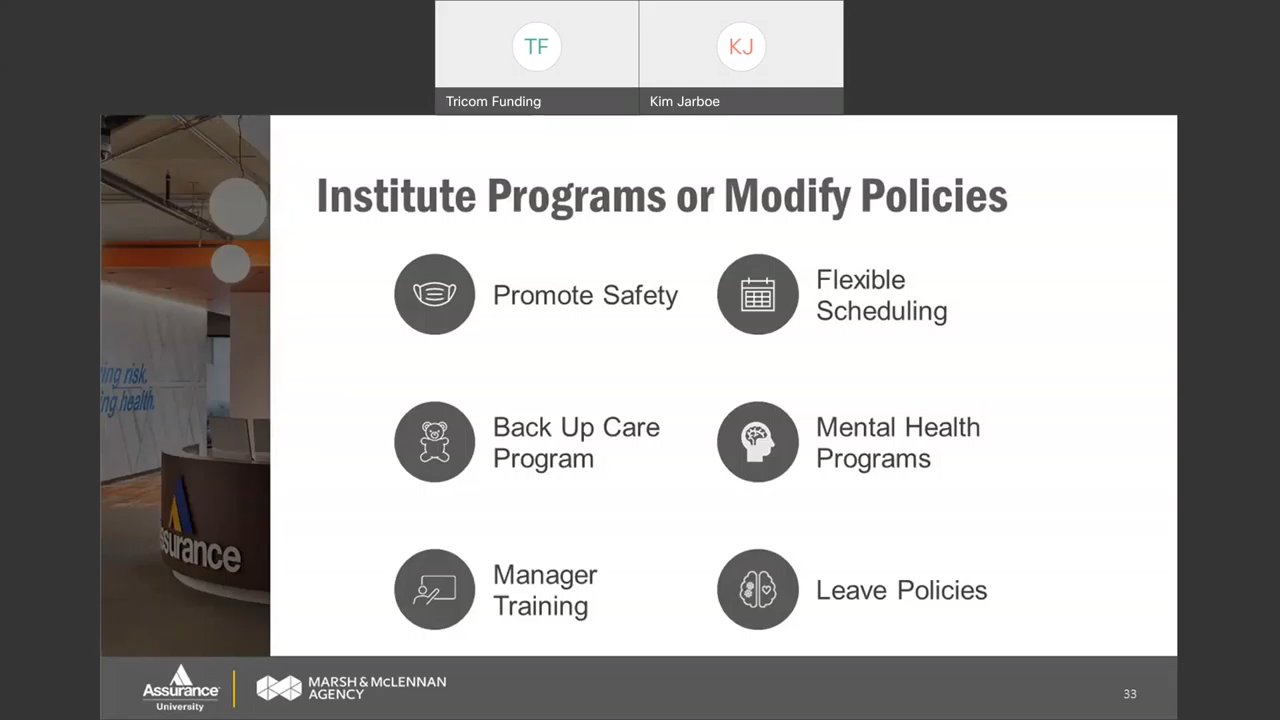 TF
KJ
Tricom Funding
Kim Jarboe
Institute Programs or Modify Policies
Promote Safety
Flexible
Scheduling
Back Up Care
Program
Mental Health
Programs
Manager
Training
Leave Policies
ing risk.
ing health.
surance
Assurance
University
MARSH & McLENNAN
AGENCY
33